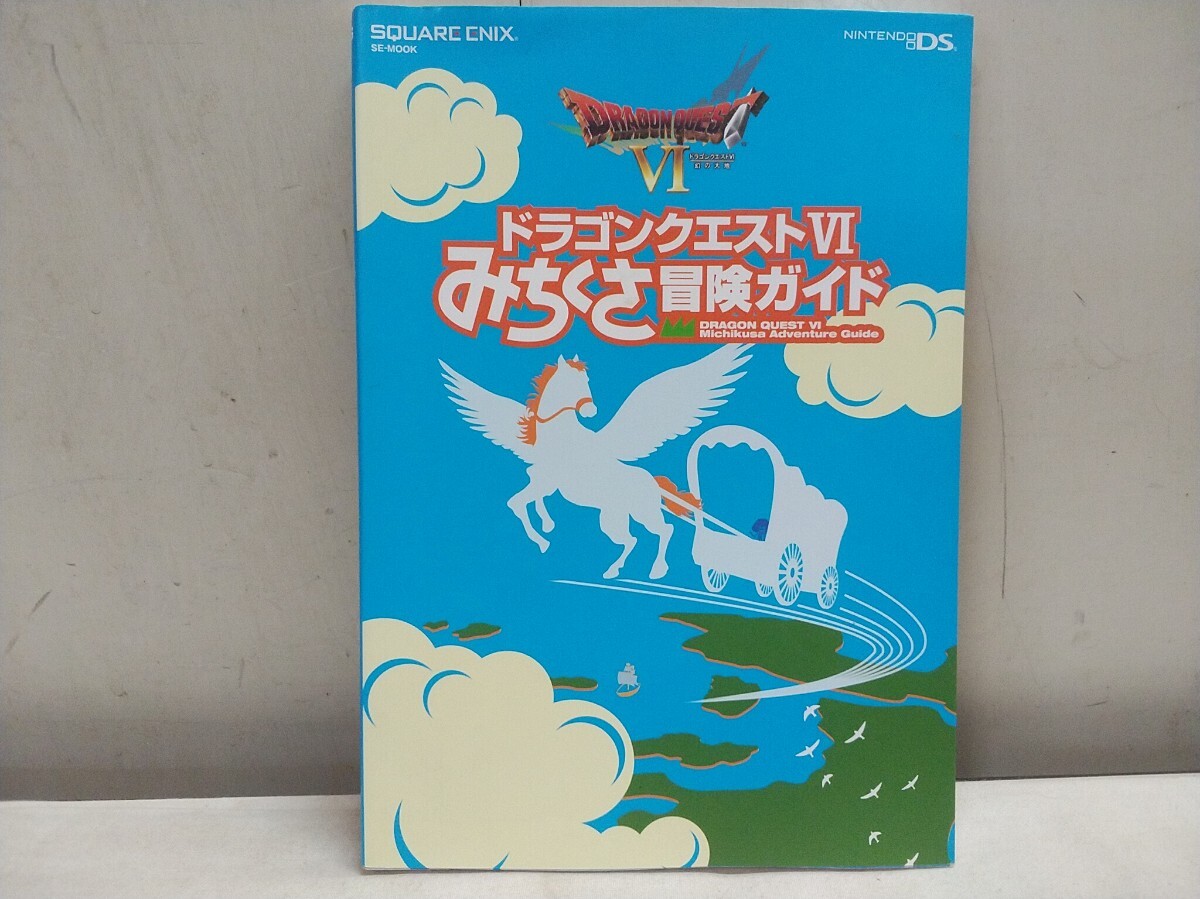 SQUARE ENIX
SE-MOOK
NINTENDO DS
DRAGON QUEST
VI
ドラゴンクエストVI
幻の大地
ドラゴンクエストVI
みちくさ冒険ガイド
DRAGON QUEST VI
Michikusa Adventure Guide